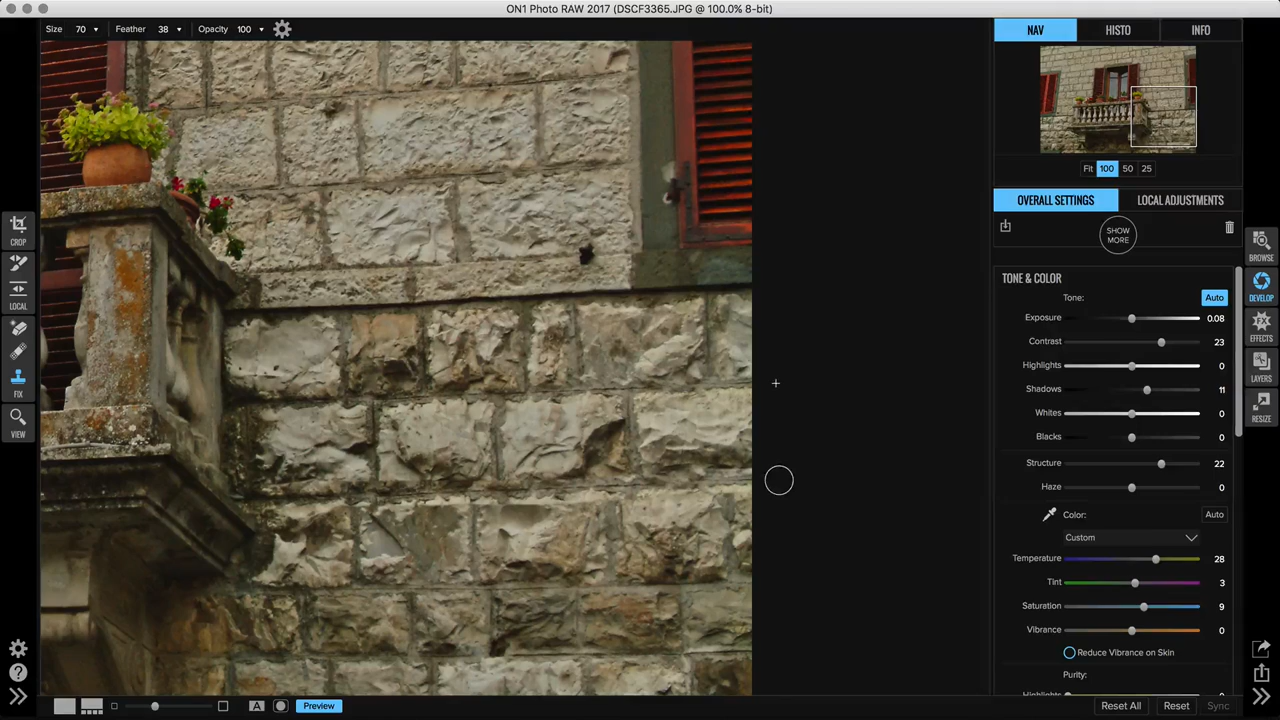 ON1 Photo RAW 2017 (DSCF3365.JPG @ 100.0% 8-bit)
Size 70 Feather 38 Opacity 100
NAV HISTO INFO
Fit 100 50 25
OVERALL SETTINGS LOCAL ADJUSTMENTS
SHOW
MORE
CROP
LOCAL
FIX
VIEW
TONE & COLOR
Tone: Auto
Exposure 0.08
Contrast 23
Highlights 0
Shadows 11
Whites 0
Blacks 0
Structure 22
Haze 0
Color: Auto
Custom
Temperature 28
Tint 3
Saturation 9
Vibrance 0
Reduce Vibrance on Skin
Purity:
Highlights 0
BROWSE
DEVELOP
EFFECTS
LAYERS
RESIZE
A Preview
Reset All Reset Sync